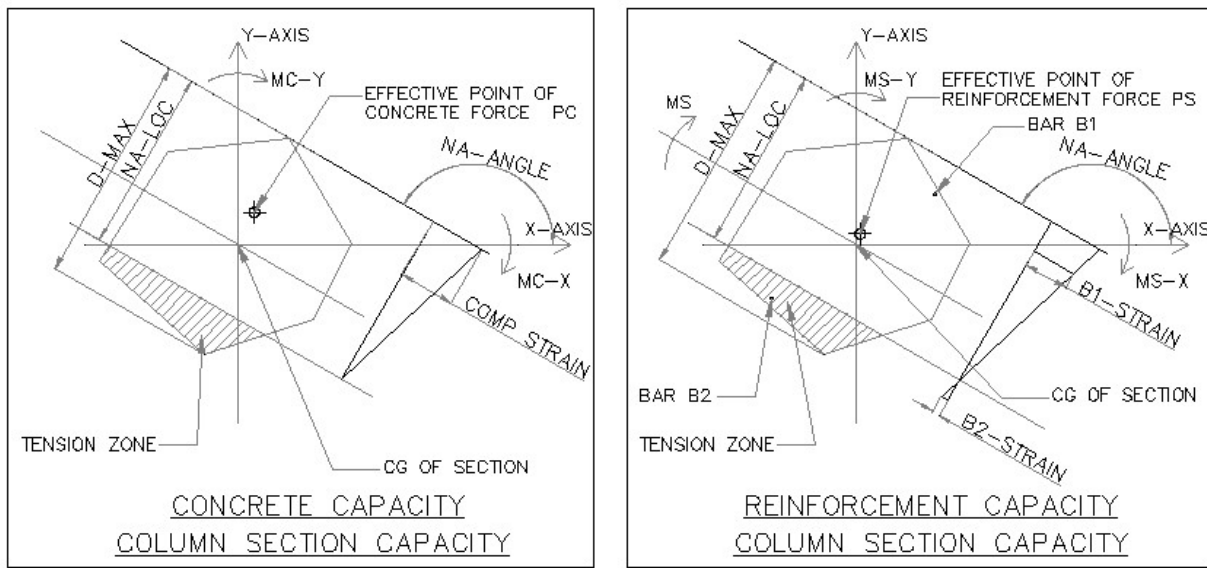 Y-AXIS
MC-Y
EFFECTIVE POINT OF
CONCRETE FORCE PC
D-MAX
NA-LOC
NA-ANGLE
X-AXIS
MC-X
COMP STRAIN
TENSION ZONE
CG OF SECTION
CONCRETE CAPACITY
COLUMN SECTION CAPACITY
Y-AXIS
MS-Y
MS
EFFECTIVE POINT OF
REINFORCEMENT FORCE PS
BAR B1
D-MAX
NA-LOC
NA-ANGLE
X-AXIS
MS-X
B1-STRAIN
BAR B2
CG OF SECTION
TENSION ZONE
B2-STRAIN
REINFORCEMENT CAPACITY
COLUMN SECTION CAPACITY